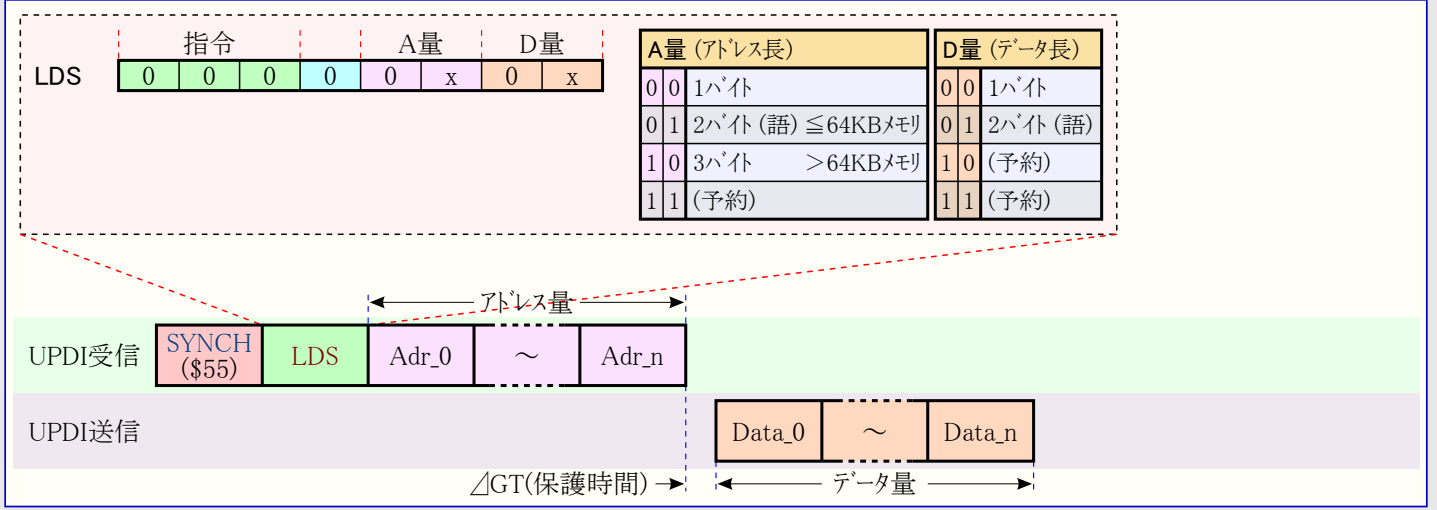 指令 A量 D量
LDS 0 0 0 0 0 x 0 x
A量 (アドレス長)
0 0 1バイト
0 1 2バイト (語) ≦64KBメモリ
1 0 3バイト >64KBメモリ
1 1 (予約)
D量 (データ長)
0 0 1バイト
0 1 2バイト (語)
1 0 (予約)
1 1 (予約)
アドレス量
UPDI受信 SYNCH ($55) LDS Adr_0 ～ Adr_n
UPDI送信 Data_0 ～ Data_n
⊿GT(保護時間) データ量